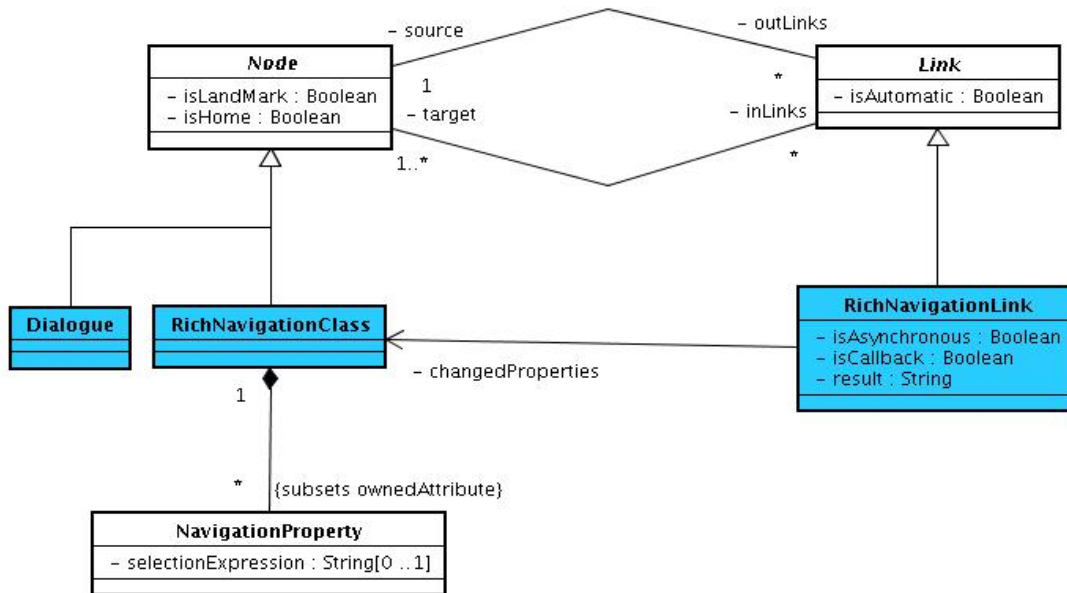 Node
– isLandMark : Boolean
– isHome : Boolean
– source
1
– target
1..*
– outLinks
*
– inLinks
*
Link
– isAutomatic : Boolean
Dialogue
RichNavigationClass
RichNavigationLink
– isAsynchronous : Boolean
– isCallback : Boolean
– result : String
– changedProperties
1
*
{subsets ownedAttribute}
NavigationProperty
– selectionExpression : String[0 ..1]